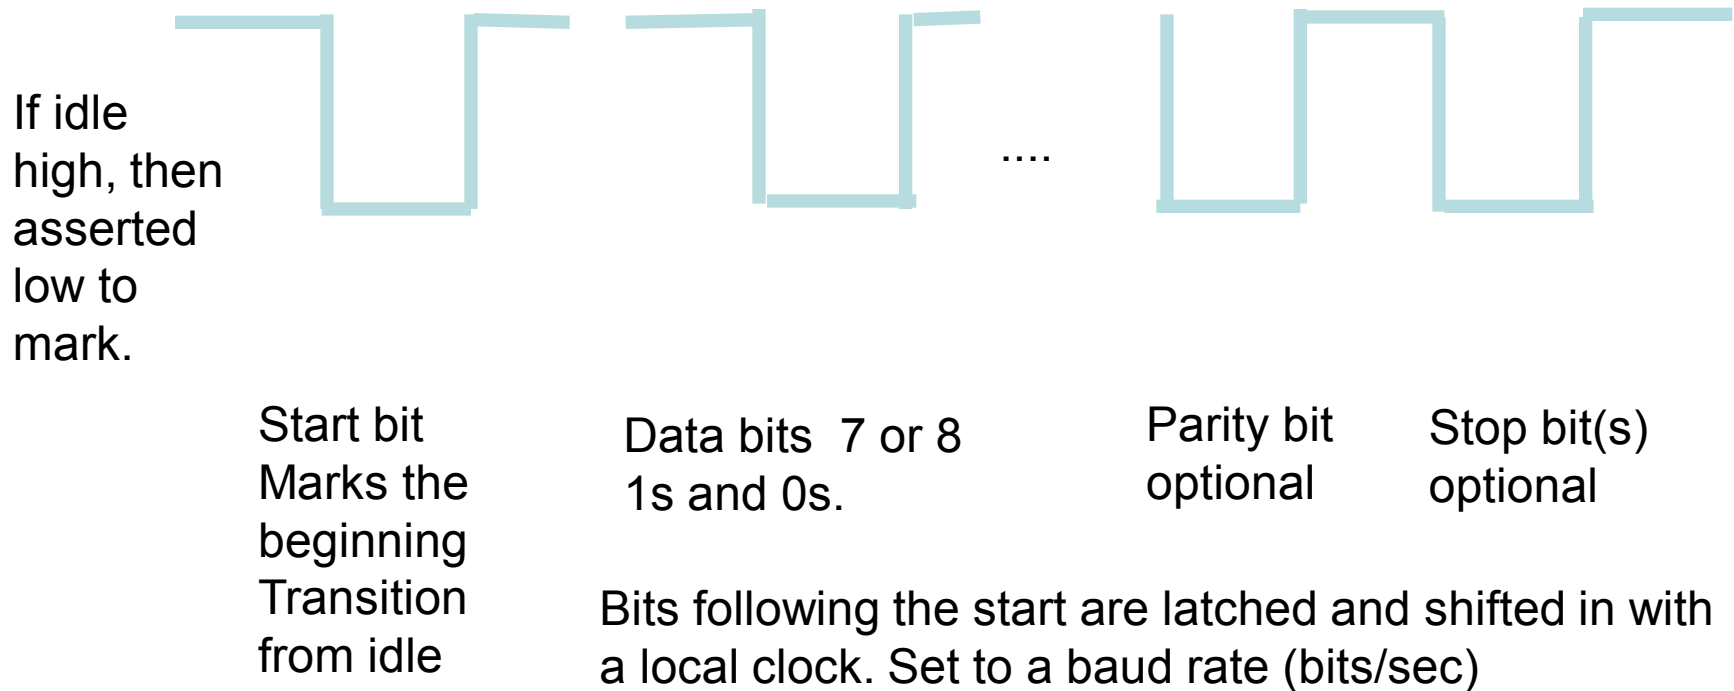 If idle
high, then
asserted
low to
mark.
....
Start bit
Marks the
beginning
Transition
from idle
Data bits  7 or 8
1s and 0s.
Parity bit
optional
Stop bit(s)
optional
Bits following the start are latched and shifted in with
a local clock. Set to a baud rate (bits/sec)